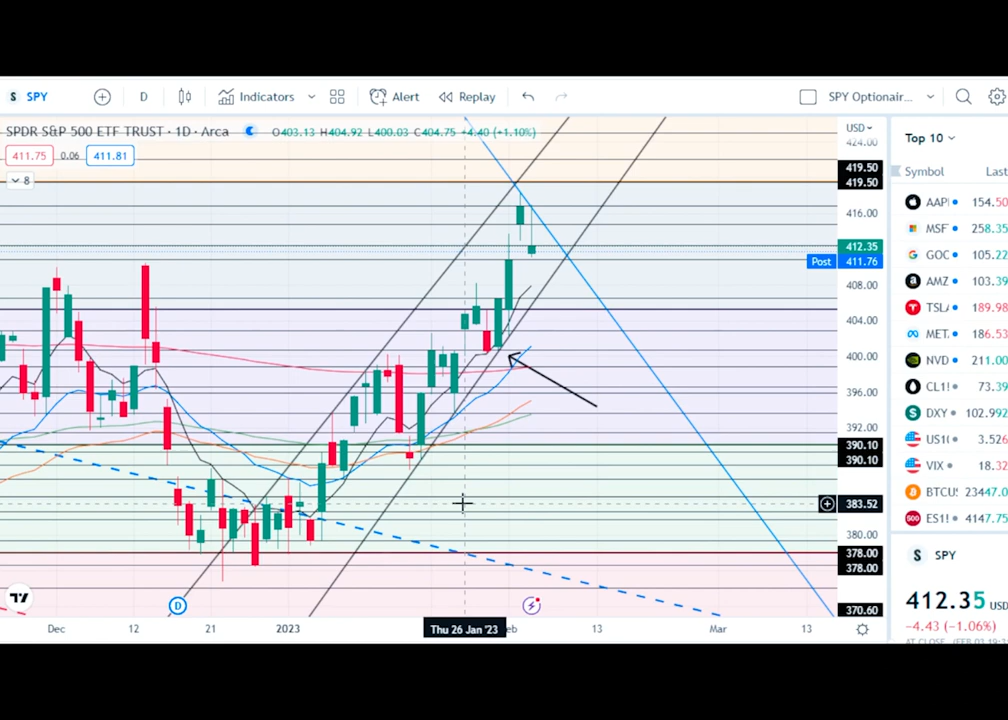 S SPY D Indicators Alert Replay SPY Optionair...
SPDR S&P 500 ETF TRUST · 1D · Arca O403.13 H404.92 L400.03 C404.75 +4.40 (+1.10%)
411.75 0.06 411.81
8
USD
424.00
419.50
419.50
416.00
412.35
Post 411.76
408.00
404.00
400.00
396.00
392.00
390.10
390.10
383.52
380.00
378.00
378.00
370.60
D
Dec 12 21 2023 Thu 26 Jan '23 eb 13 Mar 13
Top 10
Symbol Last
AAPI 154.50
MSF 258.35
GOC 105.22
AMZ 103.39
TSL 189.98
MET. 186.53
NVD 211.00
CL1! 73.39
DXY 102.992
US1( 3.526
VIX 18.32
BTCU 23447.0
500 ES1! 4147.75
S SPY
412.35 USD
-4.43 (-1.06%)